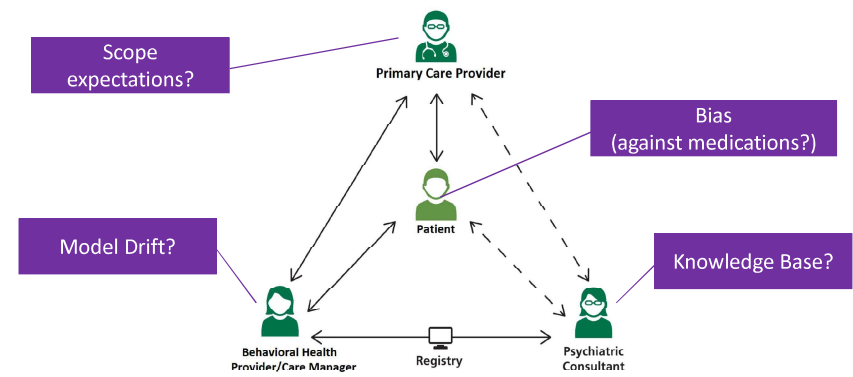 Scope
expectations?
Primary Care Provider
Bias
(against medications?)
Patient
Model Drift?
Knowledge Base?
Behavioral Health
Provider/Care Manager
Registry
Psychiatric
Consultant